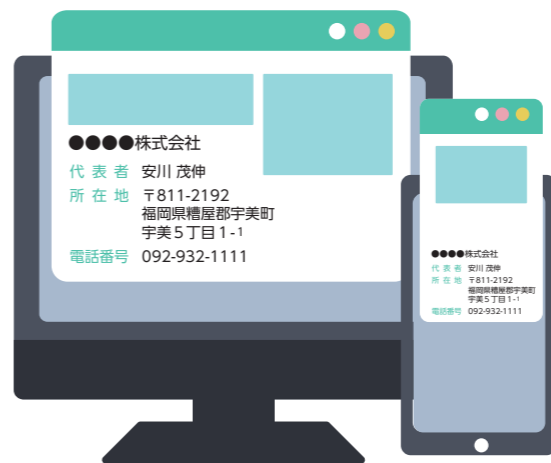 ●●●●株式会社
代表者 安川 茂伸
所在地 〒811-2192
福岡県糟屋郡宇美町
宇美5丁目1-1
電話番号 092-932-1111
●●●●株式会社
代表者 安川 茂伸
所在地 〒811-2192
福岡県糟屋郡宇美町
宇美5丁目1-1
電話番号 092-932-1111